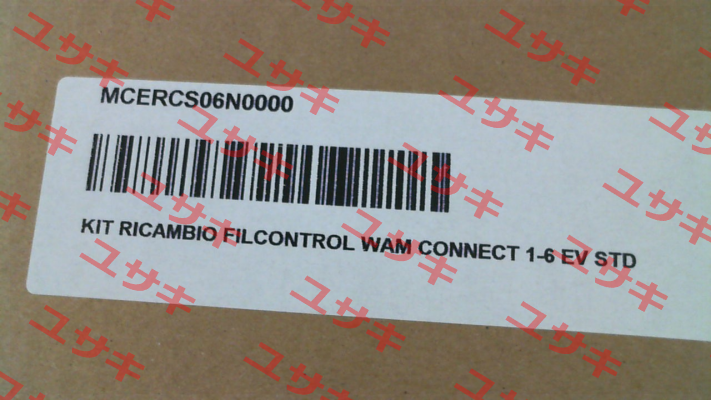 MCERCS06N0000
KIT RICAMBIO FILCONTROL WAM CONNECT 1-6 EV STD
ユサキ